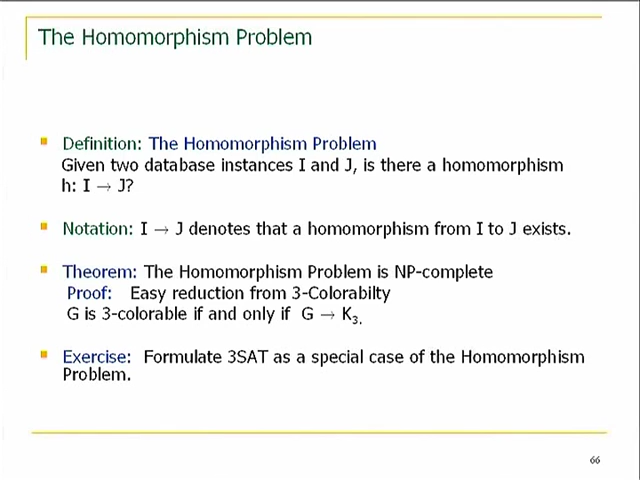 The Homomorphism Problem
Definition: The Homomorphism Problem
Given two database instances I and J, is there a homomorphism
h: I → J?
Notation: I → J denotes that a homomorphism from I to J exists.
Theorem: The Homomorphism Problem is NP-complete
Proof: Easy reduction from 3-Colorabilty
G is 3-colorable if and only if G → K₃.
Exercise: Formulate 3SAT as a special case of the Homomorphism
Problem.
66